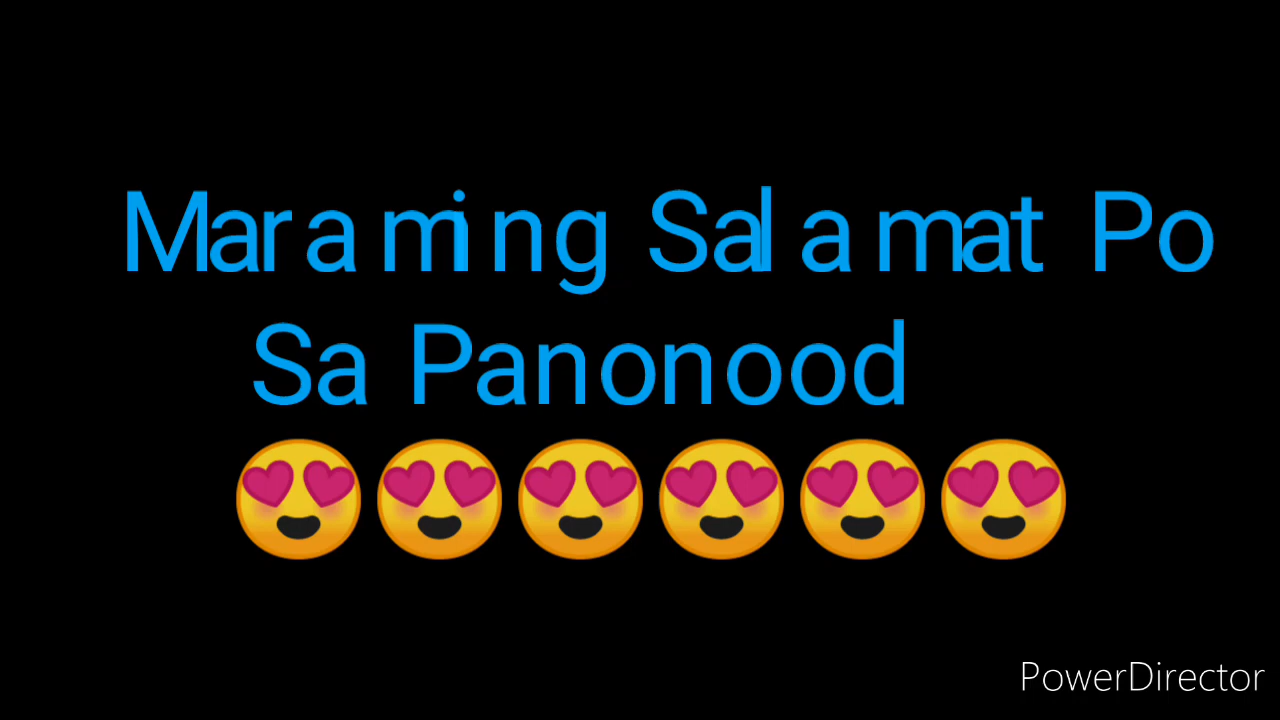 Maraming Salamat Po
Sa Panonood
😍😍😍😍😍😍
PowerDirector